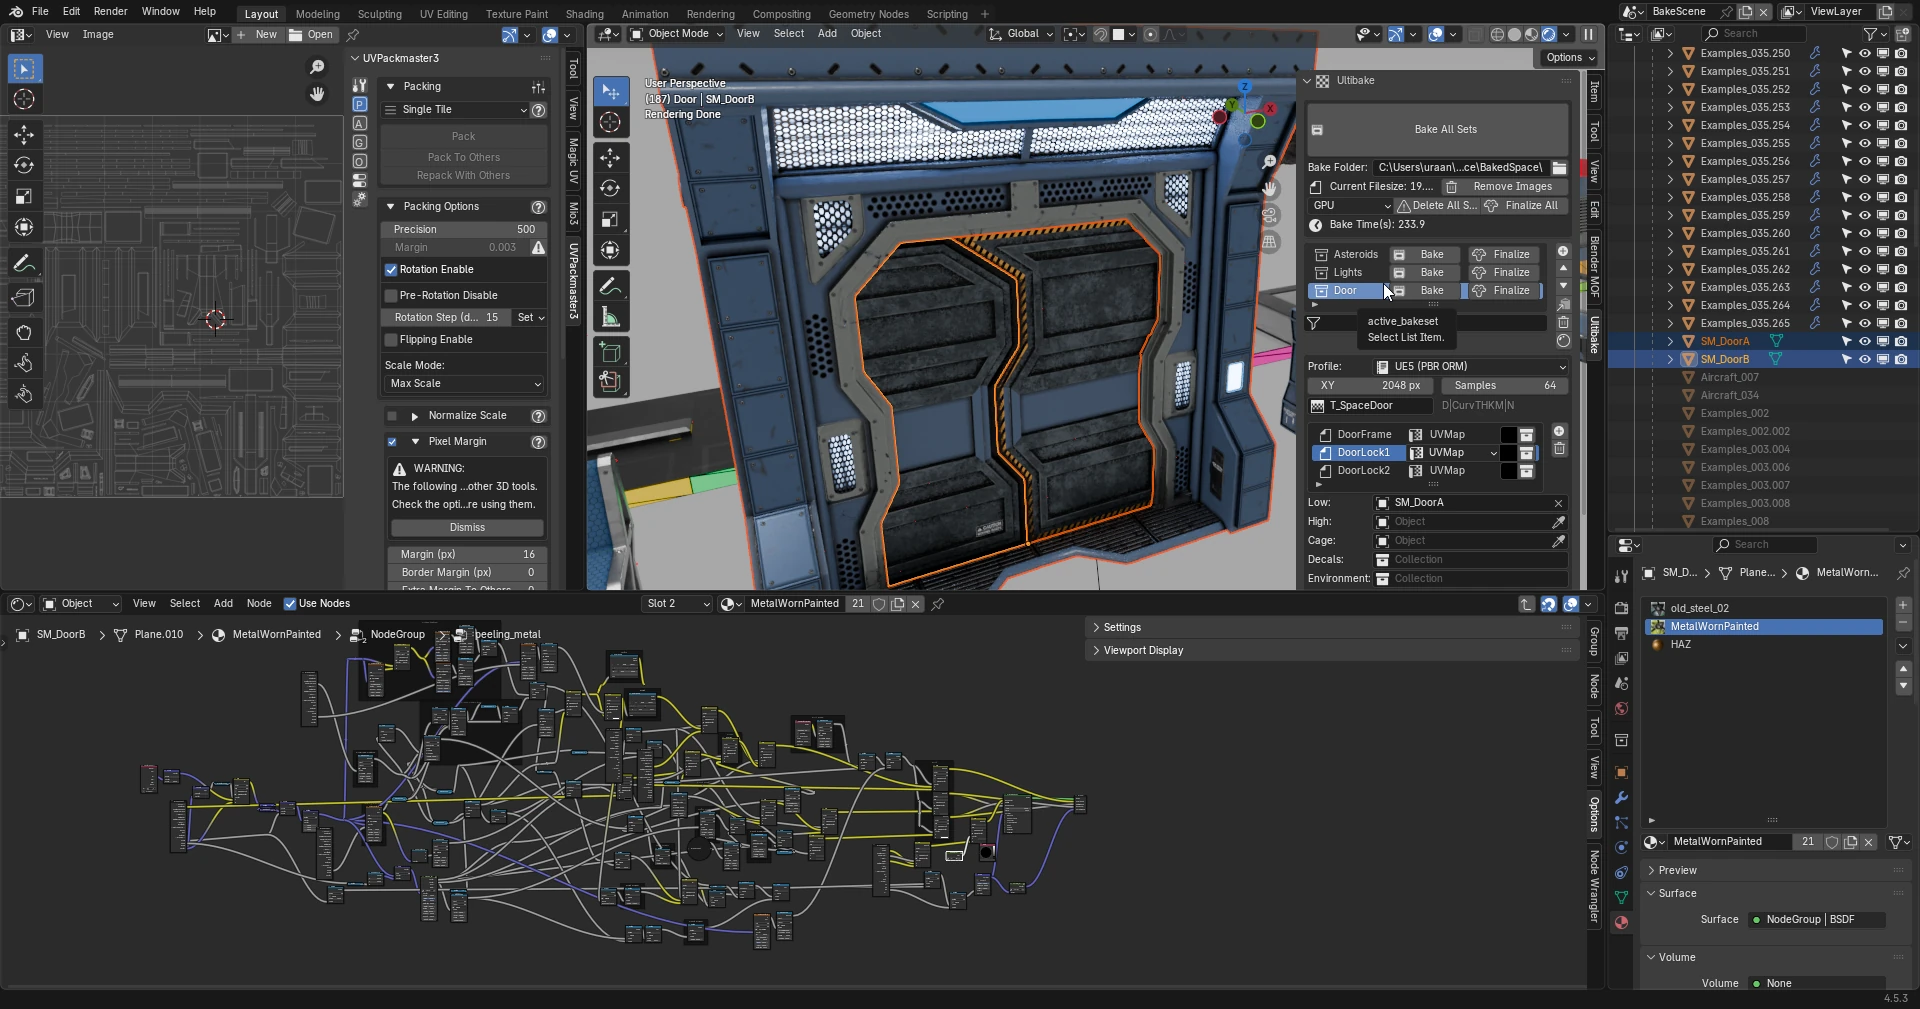 File Edit Render Window Help Layout Modeling Sculpting UV Editing Texture Paint Shading Animation Rendering Compositing Geometry Nodes Scripting + BakeScene ViewLayer
View Image New Open
Object Mode View Select Add Object Global
Search
Options
UVPackmaster3
Packing
Single Tile
Pack
Pack To Others
Repack With Others
Packing Options
Precision 500
Margin 0.003
Rotation Enable
Pre-Rotation Disable
Rotation Step (d... 15 Set
Flipping Enable
Scale Mode:
Max Scale
Normalize Scale
Pixel Margin
WARNING:
The following ...other 3D tools.
Check the opti...re using them.
Dismiss
Margin (px) 16
Border Margin (px) 0
P
A
G
O
Tool
View
Magic UV
Mio3
UVPackmaster3
User Perspective
(187) Door | SM_DoorB
Rendering Done
Z
Y
X
Ultibake
Bake All Sets
Bake Folder: C:\Users\uraan\...ce\BakedSpace\
Current Filesize: 19.... Remove Images
GPU Delete All S... Finalize All
Bake Time(s): 233.9
Asteroids Bake Finalize
Lights Bake Finalize
Door Bake Finalize
active_bakeset
Select List Item.
Profile: UE5 (PBR ORM)
XY 2048 px Samples 64
T_SpaceDoor D|CurvTHKM|N
DoorFrame UVMap
DoorLock1 UVMap
DoorLock2 UVMap
Low: SM_DoorA
High: Object
Cage: Object
Decals: Collection
Environment: Collection
Item
Tool
View
Edit
Blender MOF
Ultibake
Examples_035.250
Examples_035.251
Examples_035.252
Examples_035.253
Examples_035.254
Examples_035.255
Examples_035.256
Examples_035.257
Examples_035.258
Examples_035.259
Examples_035.260
Examples_035.261
Examples_035.262
Examples_035.263
Examples_035.264
Examples_035.265
SM_DoorA
SM_DoorB
Aircraft_007
Aircraft_034
Examples_002
Examples_002.002
Examples_003.004
Examples_003.006
Examples_003.007
Examples_003.008
Examples_008
Object View Select Add Node Use Nodes Slot 2 MetalWornPainted 21
SM_DoorB Plane.010 MetalWornPainted NodeGroup peeling_metal
Settings
Viewport Display
Group
Node
Tool
View
Options
Node Wrangler
Search
SM_D... Plane... MetalWorn...
old_steel_02
MetalWornPainted
HAZ
MetalWornPainted 21
Preview
Surface
Surface NodeGroup | BSDF
Volume
Volume None
4.5.3